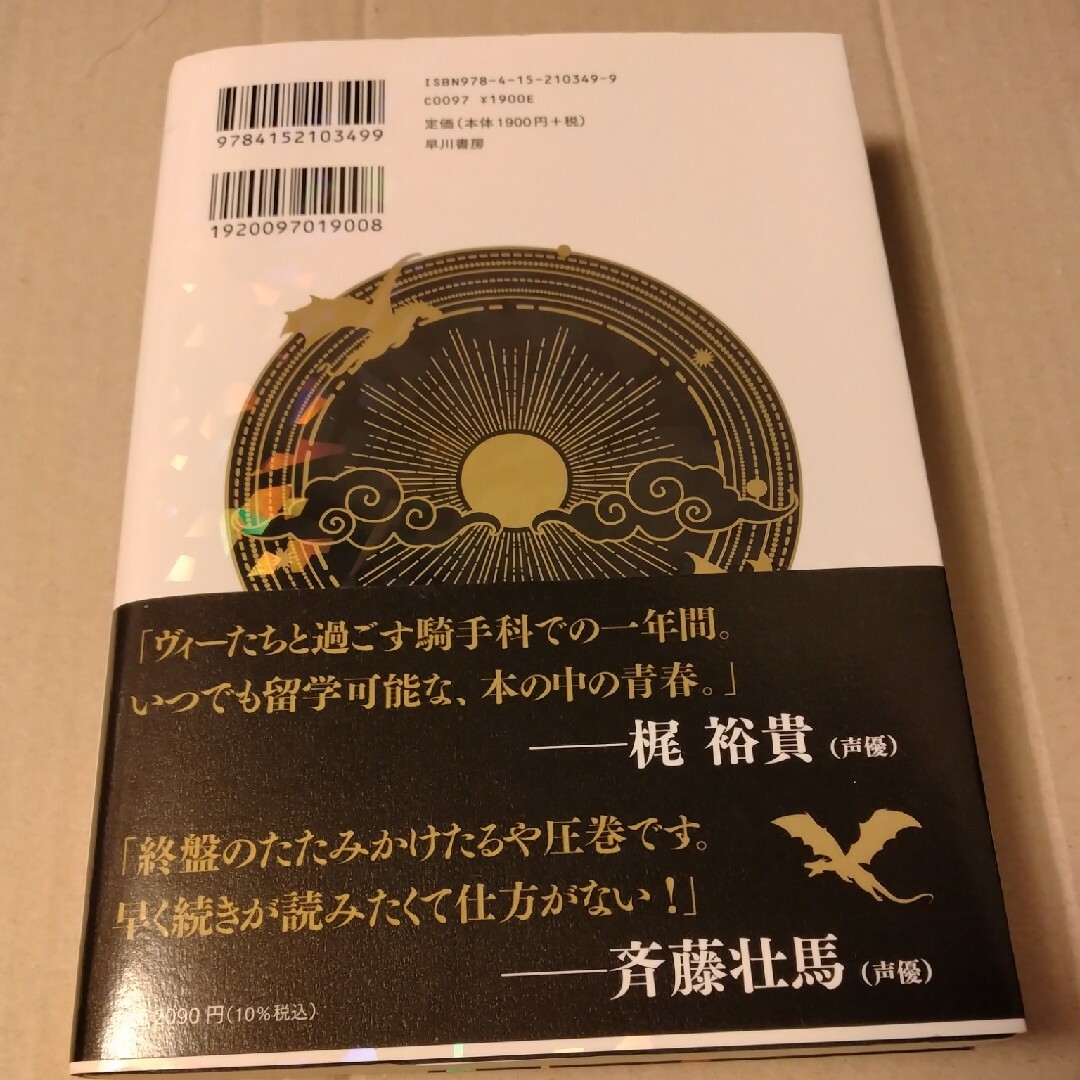 ISBN978-4-15-210349-9
C0097 ¥1900E
定価(本体1900円+税)
早川書房
9784152103499
1920097019008
「ヴィーたちと過ごす騎手科での一年間。
いつでも留学可能な、本の中の青春。」
——梶 裕貴(声優)
「終盤のたたみかけたるや圧巻です。
早く続きが読みたくて仕方がない!」
——斉藤壮馬(声優)
2090円(10%税込)